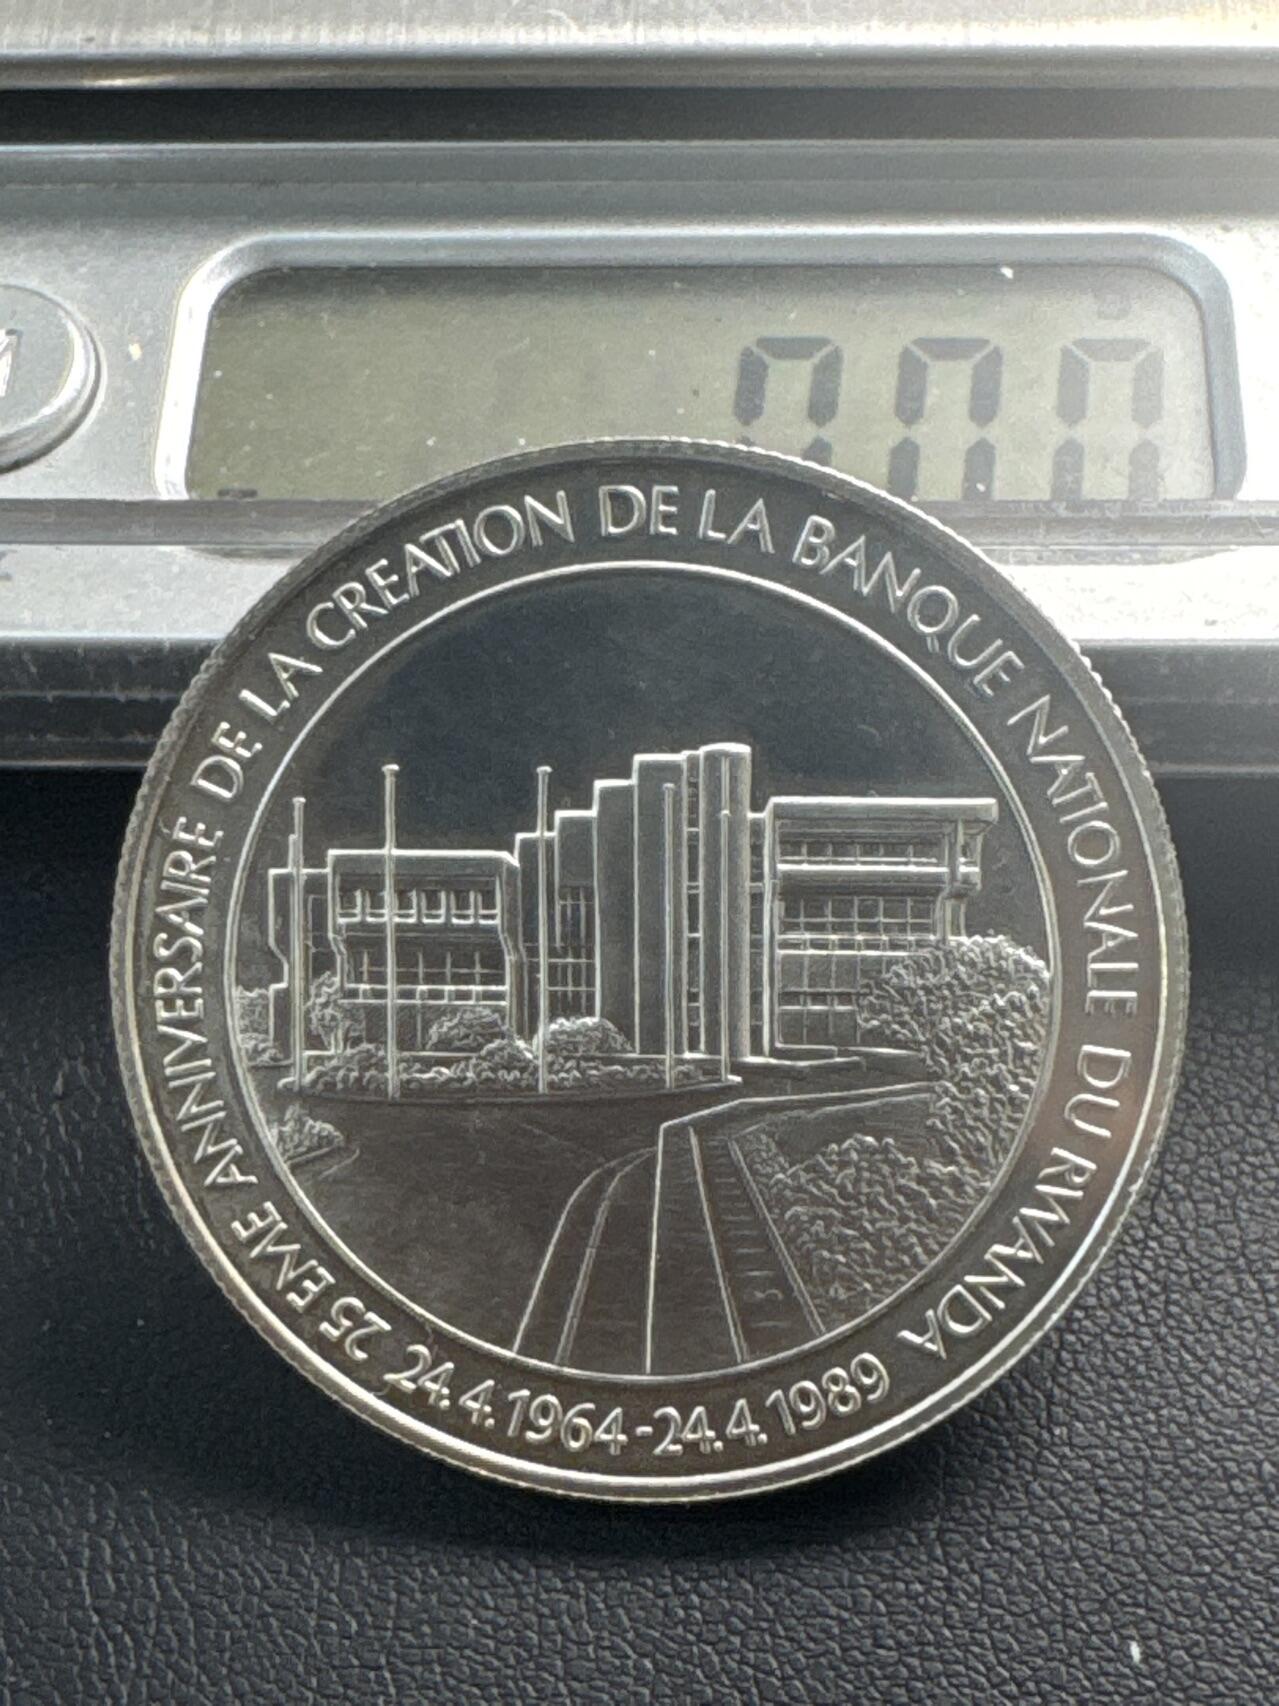 0.00
25 EME ANNIVERSAIRE DE LA CREATION DE LA BANQUE NATIONALE DU RWANDA
24.4.1964-24.4.1989